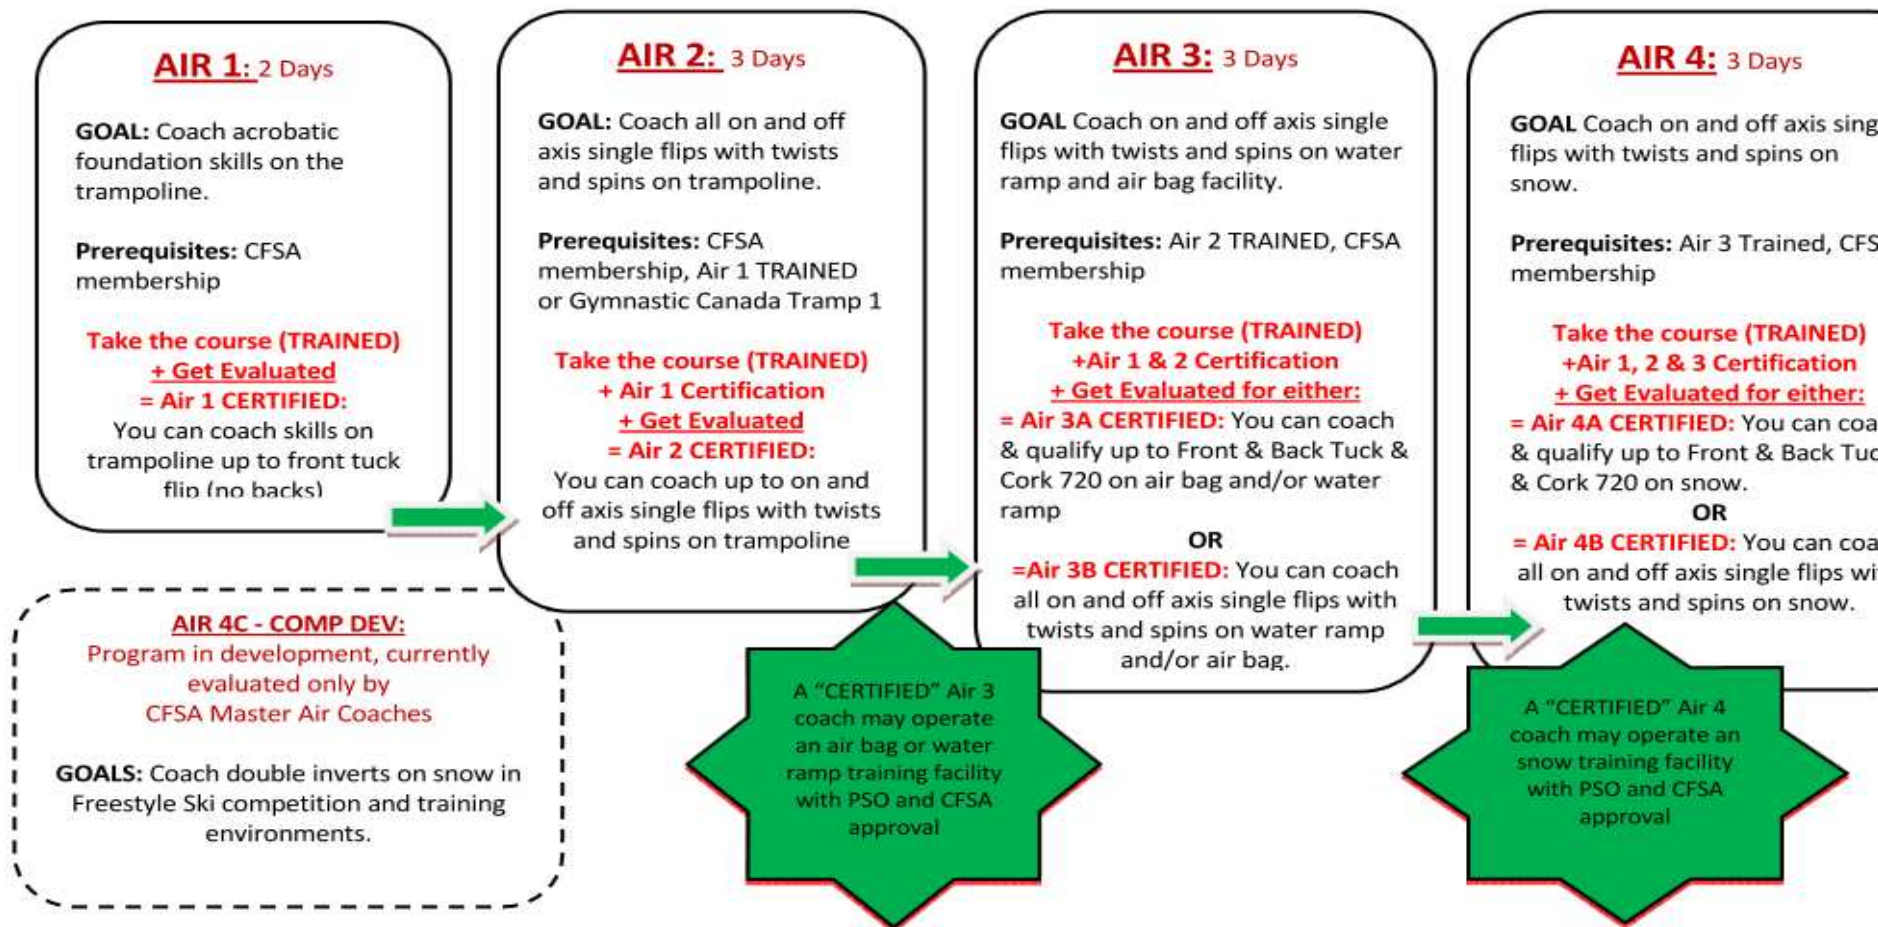 AIR 1: 2 Days
GOAL: Coach acrobatic
foundation skills on the
trampoline.
Prerequisites: CFSA
membership
Take the course (TRAINED)
+ Get Evaluated
= Air 1 CERTIFIED:
You can coach skills on
trampoline up to front tuck
flip (no backs)
AIR 2: 3 Days
GOAL: Coach all on and off
axis single flips with twists
and spins on trampoline.
Prerequisites: CFSA
membership, Air 1 TRAINED
or Gymnastic Canada Tramp 1
Take the course (TRAINED)
+ Air 1 Certification
+ Get Evaluated
= Air 2 CERTIFIED:
You can coach up to on and
off axis single flips with twists
and spins on trampoline
AIR 3: 3 Days
GOAL Coach on and off axis single
flips with twists and spins on water
ramp and air bag facility.
Prerequisites: Air 2 TRAINED, CFSA
membership
Take the course (TRAINED)
+Air 1 & 2 Certification
+ Get Evaluated for either:
= Air 3A CERTIFIED: You can coach
& qualify up to Front & Back Tuck &
Cork 720 on air bag and/or water
ramp
OR
=Air 3B CERTIFIED: You can coach
all on and off axis single flips with
twists and spins on water ramp
and/or air bag.
AIR 4: 3 Days
GOAL Coach on and off axis sing
flips with twists and spins on
snow.
Prerequisites: Air 3 Trained, CFS
membership
Take the course (TRAINED)
+Air 1, 2 & 3 Certification
+ Get Evaluated for either:
= Air 4A CERTIFIED: You can coa
& qualify up to Front & Back Tuc
& Cork 720 on snow.
OR
= Air 4B CERTIFIED: You can coa
all on and off axis single flips wi
twists and spins on snow.
AIR 4C - COMP DEV:
Program in development, currently
evaluated only by
CFSA Master Air Coaches
GOALS: Coach double inverts on snow in
Freestyle Ski competition and training
environments.
A “CERTIFIED” Air 3
coach may operate
an air bag or water
ramp training facility
with PSO and CFSA
approval
A “CERTIFIED” Air 4
coach may operate an
snow training facility
with PSO and CFSA
approval